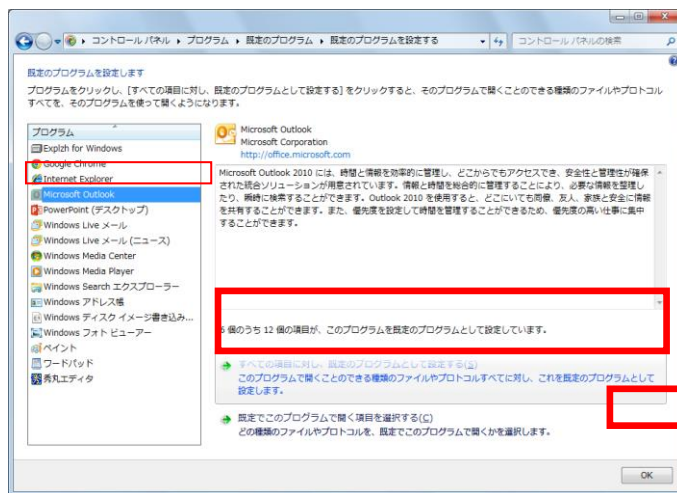 コントロール パネル ▸ プログラム ▸ 既定のプログラム ▸ 既定のプログラムを設定する
コントロール パネルの検索
既定のプログラムを設定します
プログラムをクリックし、[すべての項目に対し、既定のプログラムとして設定する] をクリックすると、そのプログラムで開くことのできる種類のファイルやプロトコル
すべてを、そのプログラムを使って開くようになります。
プログラム
Explzh for Windows
Google Chrome
Internet Explorer
Microsoft Outlook
PowerPoint (デスクトップ)
Windows Live メール
Windows Live メール (ニュース)
Windows Media Center
Windows Media Player
Windows Search エクスプローラー
Windows アドレス帳
Windows ディスク イメージ書き込み...
Windows フォト ビューアー
ペイント
ワードパッド
秀丸エディタ
Microsoft Outlook
Microsoft Corporation
http://office.microsoft.com
Microsoft Outlook 2010 には、時間と情報を効率的に管理し、どこからでもアクセスでき、安全性と管理性が確保
された統合ソリューションが用意されています。情報と時間を総合的に管理することにより、必要な情報を整理し
たり、瞬時に検索することができます。Outlook 2010 を使用すると、どこにいても同僚、友人、家族と安全に情報
を共有することができます。また、優先度を設定して時間を管理することができるため、優先度の高い仕事に集中
することができます。
個のうち 12 個の項目が、このプログラムを既定のプログラムとして設定しています。
すべての項目に対し、既定のプログラムとして設定する(S)
このプログラムで開くことのできる種類のファイルやプロトコルすべてに対し、これを既定のプログラムとして
設定します。
既定でこのプログラムで開く項目を選択する(C)
どの種類のファイルやプロトコルを、既定でこのプログラムで開くかを選択します。
OK